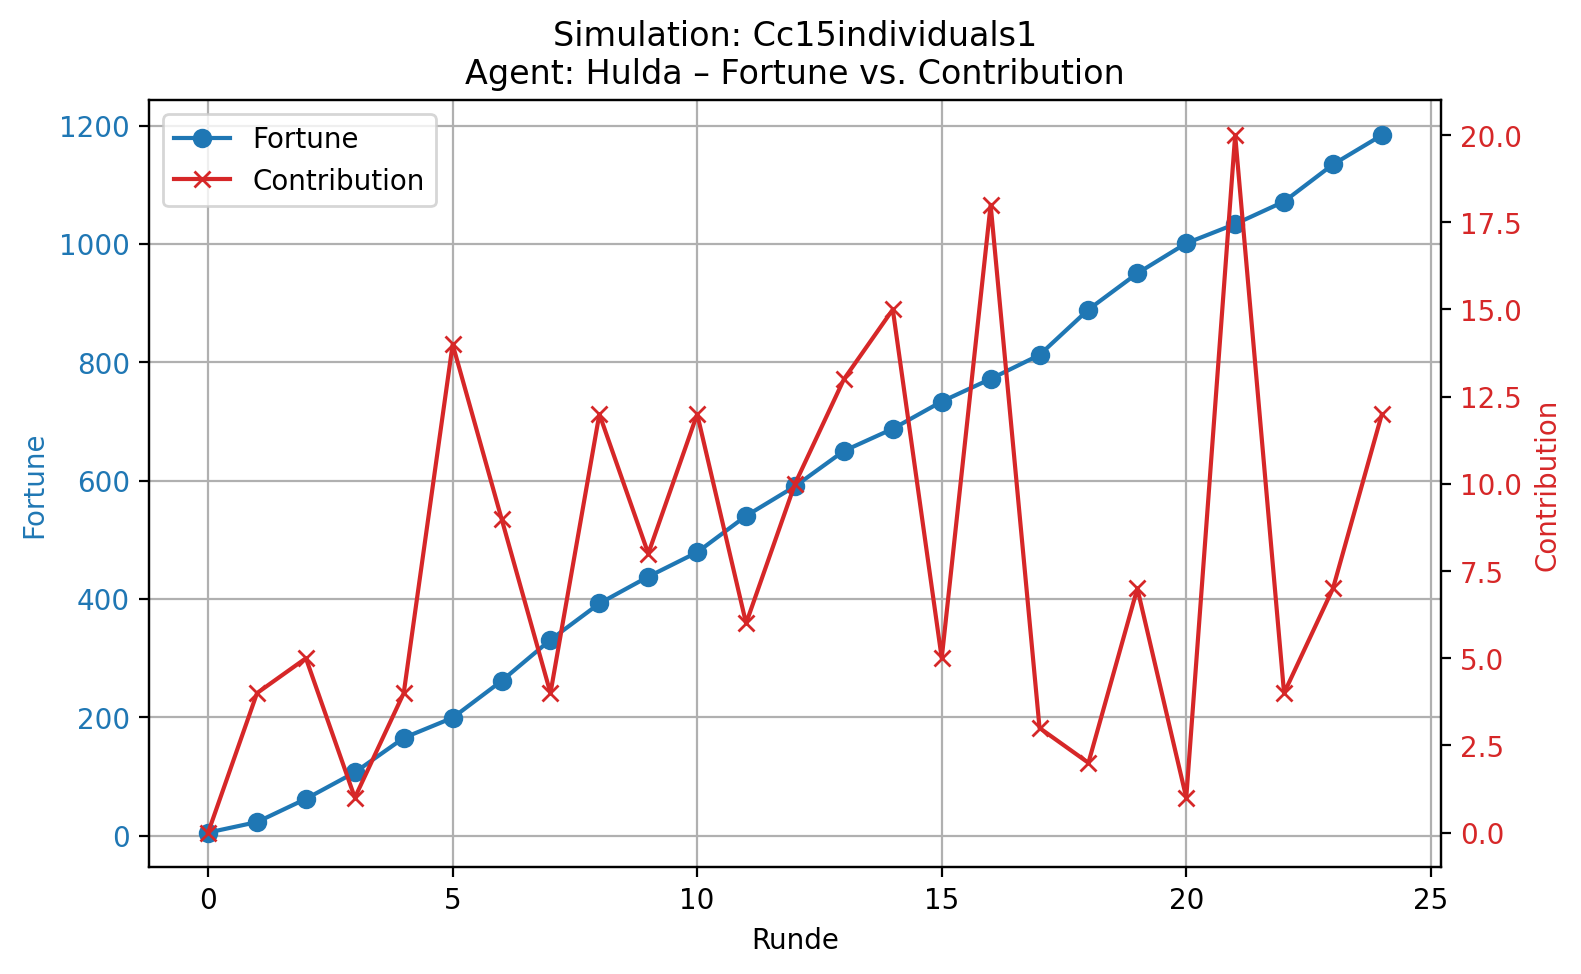 Simulation: Cc15individuals1
Agent: Hulda – Fortune vs. Contribution
Fortune
Contribution
1200
1000
800
600
400
200
0
Fortune
20.0
17.5
15.0
12.5
10.0
7.5
5.0
2.5
0.0
Contribution
0 5 10 15 20 25
Runde